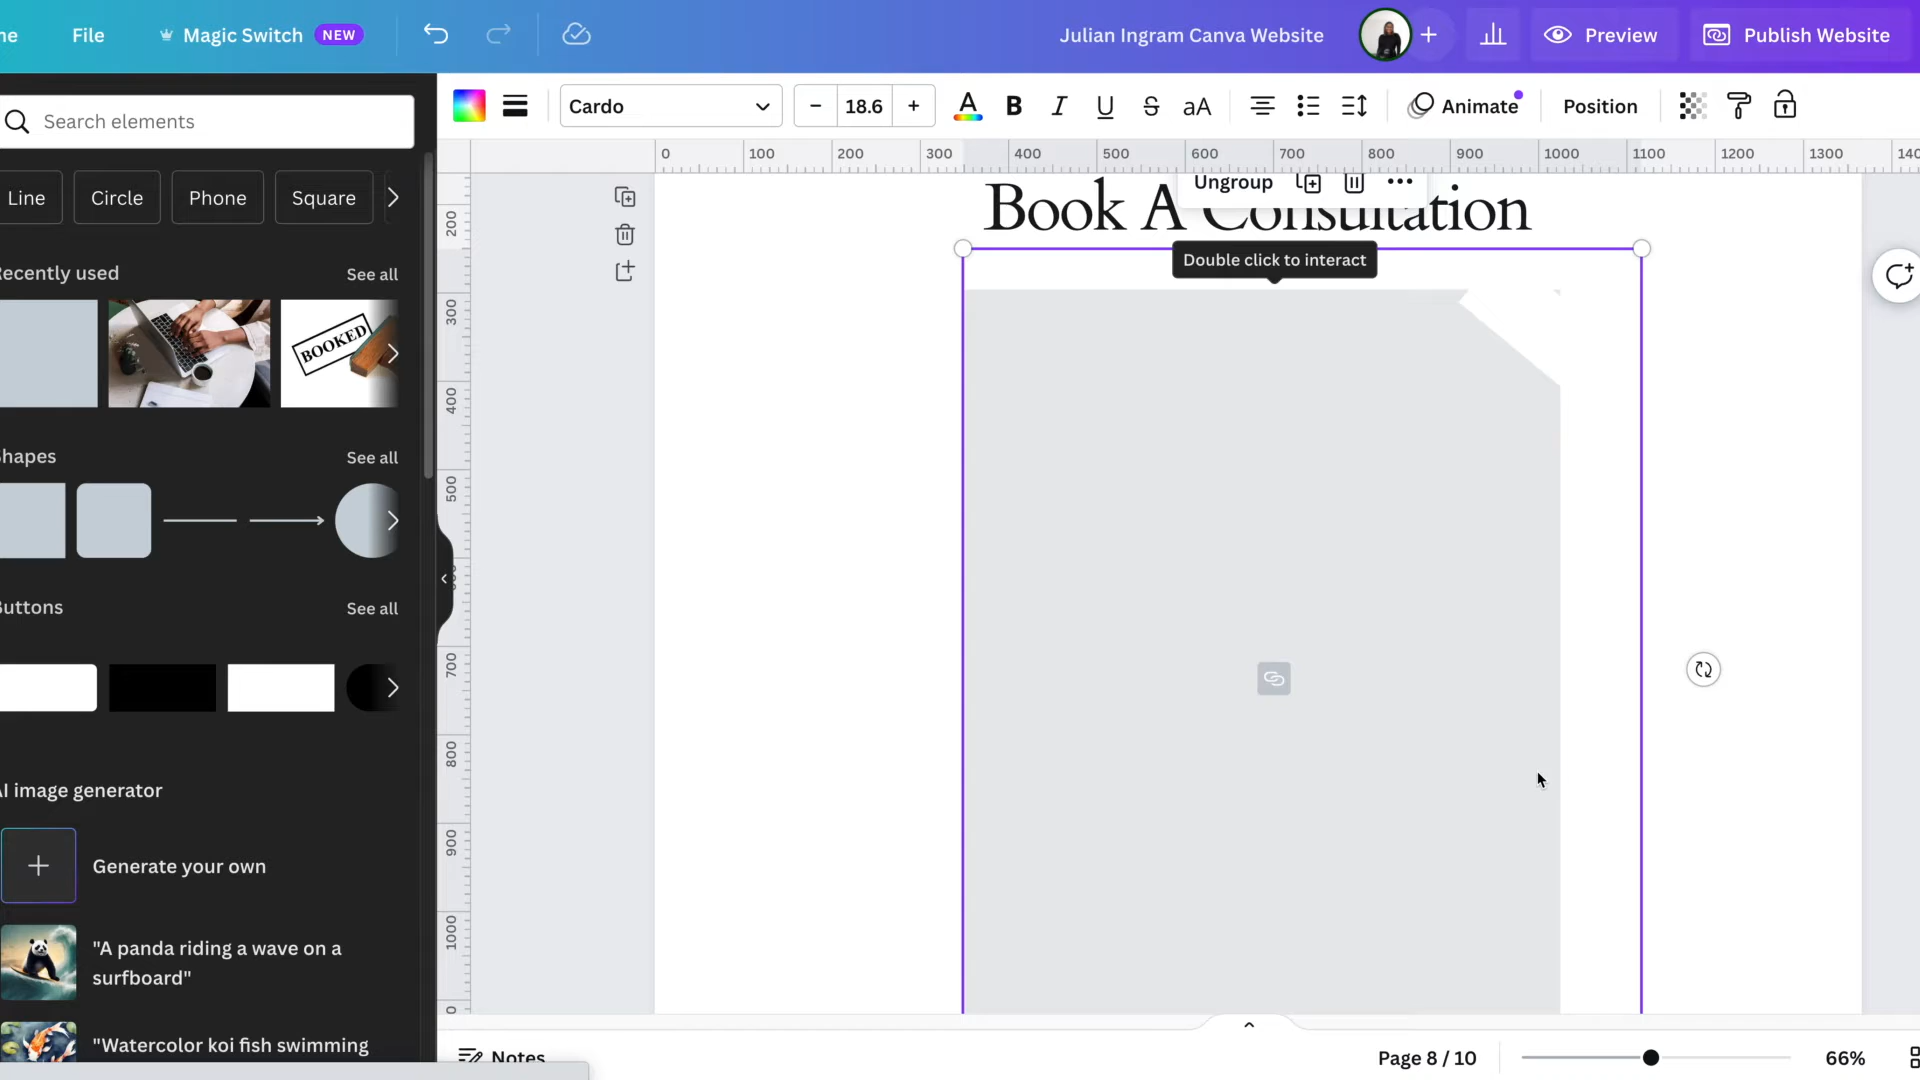 ne
File
Magic Switch
NEW
Julian Ingram Canva Website
Preview
Publish Website
Search elements
Cardo
18.6
A
B
I
U
S
aA
Animate
Position
0
100
200
300
400
500
600
700
800
900
1000
1100
1200
1300
140
Line
Circle
Phone
Square
Ungroup
Book A Consultation
Double click to interact
Recently used
See all
BOOKED
Shapes
See all
Buttons
See all
AI image generator
Generate your own
"A panda riding a wave on a
surfboard"
"Watercolor koi fish swimming
200
300
400
500
700
800
900
1000
0
Notes
Page 8 / 10
66%